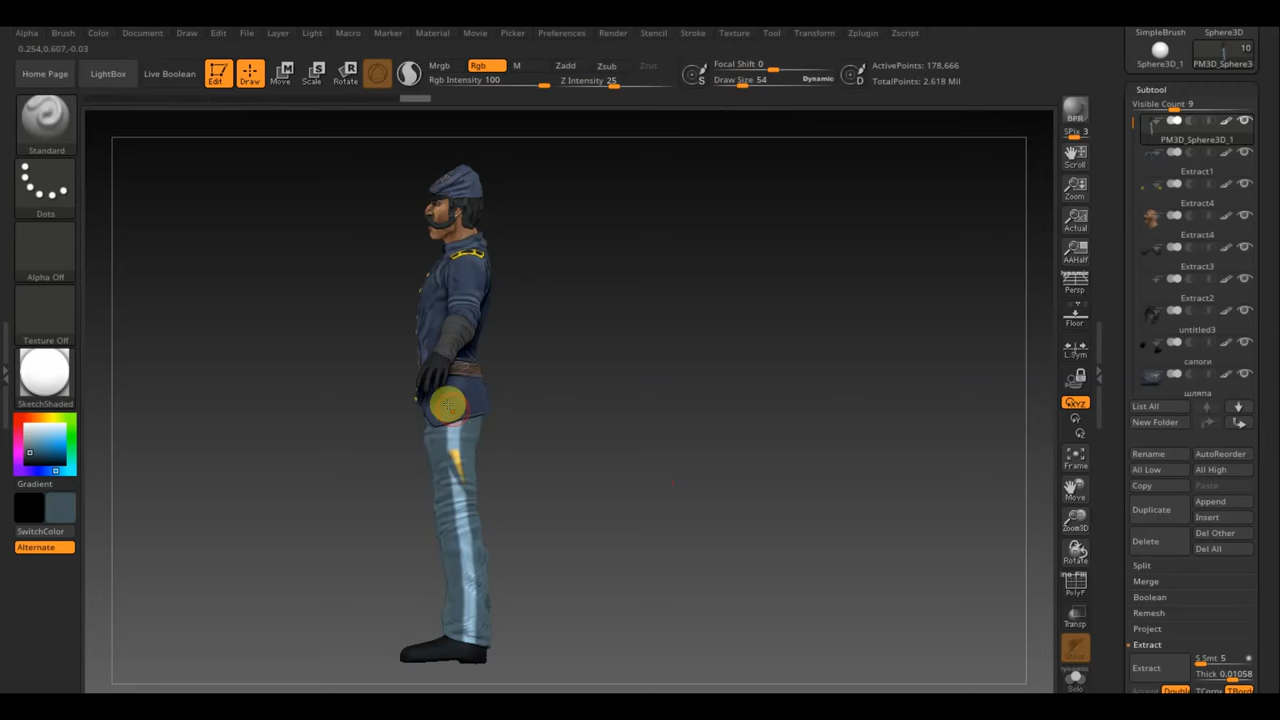 Alpha Brush Color Document Draw Edit File Layer Light Macro Marker Material Movie Picker Preferences Render Stencil Stroke Texture Tool Transform Zplugin Zscript
0.254,0.607,-0.03
Home Page
LightBox
Live Boolean
Edit
Draw
Move
Scale
Rotate
Mrgb
Rgb
M
Rgb Intensity 100
Zadd
Zsub
Zcut
Z Intensity 25
Focal Shift 0
Draw Size 54
Dynamic
S
D
ActivePoints: 178,666
TotalPoints: 2.618 Mil
Standard
Dots
Alpha Off
Texture Off
SketchShaded
Gradient
SwitchColor
Alternate
BPR
SPix 3
Scroll
Zoom
Actual
AAHalf
Persp
Floor
L.Sym
XYZ
Y
Z
Frame
Move
Zoom3D
Rotate
PolyF
Transp
Solo
SimpleBrush
Sphere3D
Sphere3D_1
10
PM3D_Sphere3
Subtool
Visible Count 9
PM3D_Sphere3D_1
Extract1
Extract4
Extract4
Extract3
Extract2
untitled3
сапоги
шляпа
List All
New Folder
Rename
AutoReorder
All Low
All High
Copy
Paste
Duplicate
Append
Insert
Delete
Del Other
Del All
Split
Merge
Boolean
Remesh
Project
Extract
Extract
S Smt 5
Thick 0.01058
Accept
Double
TCorne
TBord